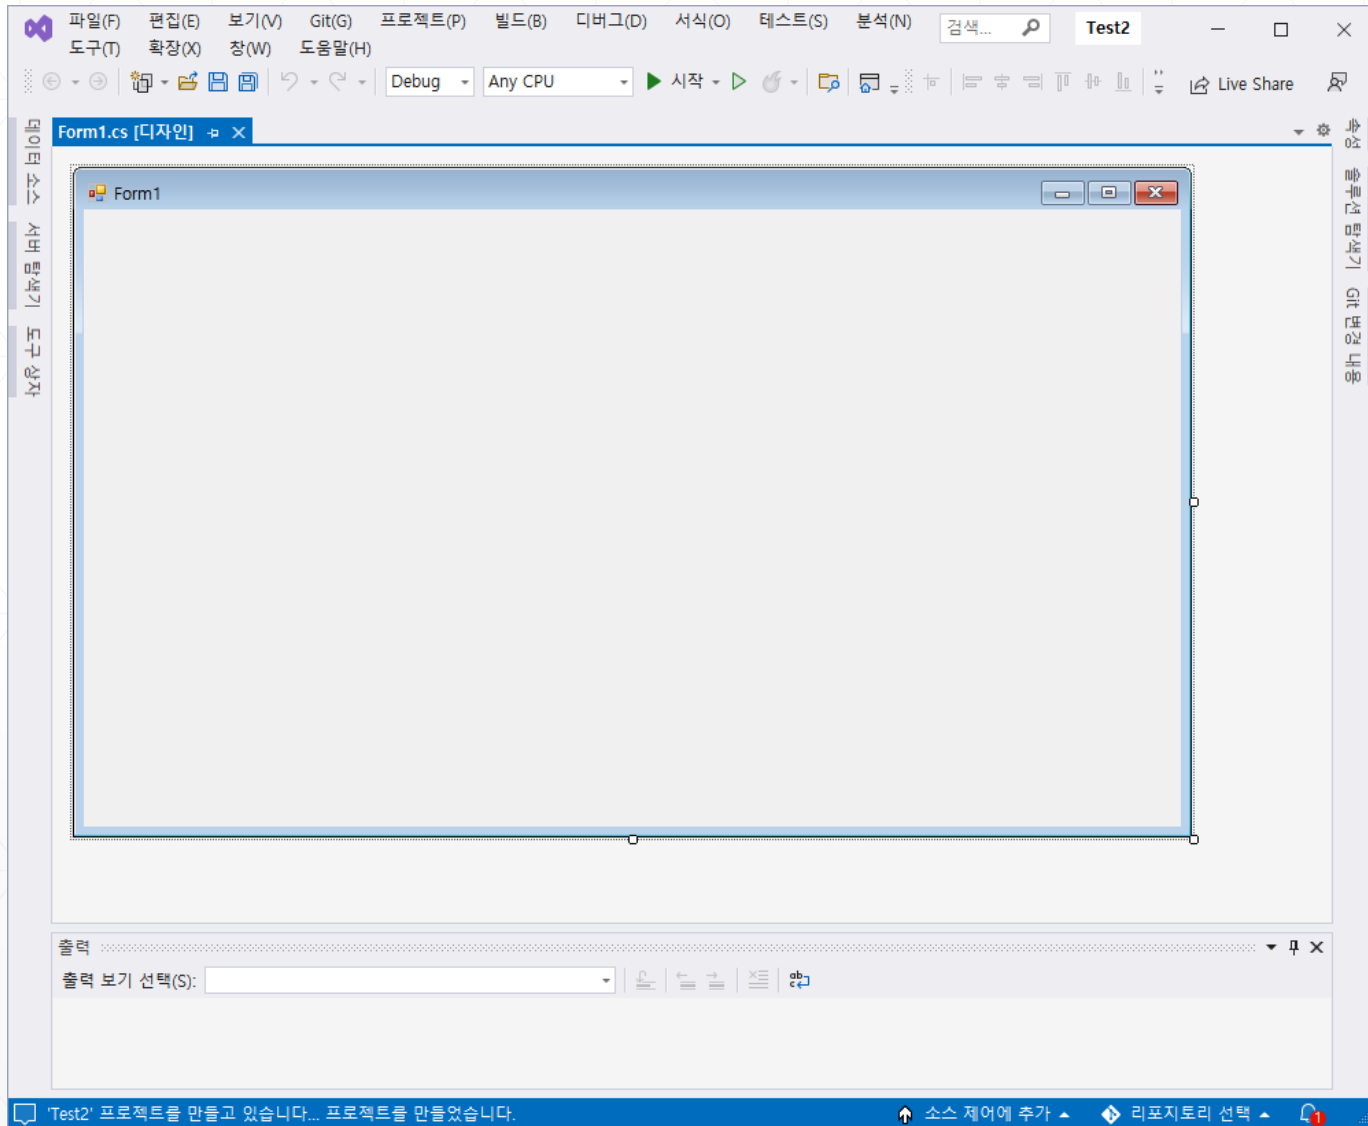 파일(F) 편집(E) 보기(V) Git(G) 프로젝트(P) 빌드(B) 디버그(D) 서식(O) 테스트(S) 분석(N) 검색... Test2
도구(T) 확장(X) 창(W) 도움말(H)
Debug Any CPU 시작 Live Share
Form1.cs [디자인]
데이터 소스
서버 탐색기
도구 상자
Form1
속성
솔루션 탐색기
Git 변경 내용
출력
출력 보기 선택(S):
'Test2' 프로젝트를 만들고 있습니다... 프로젝트를 만들었습니다. 소스 제어에 추가 리포지토리 선택 1